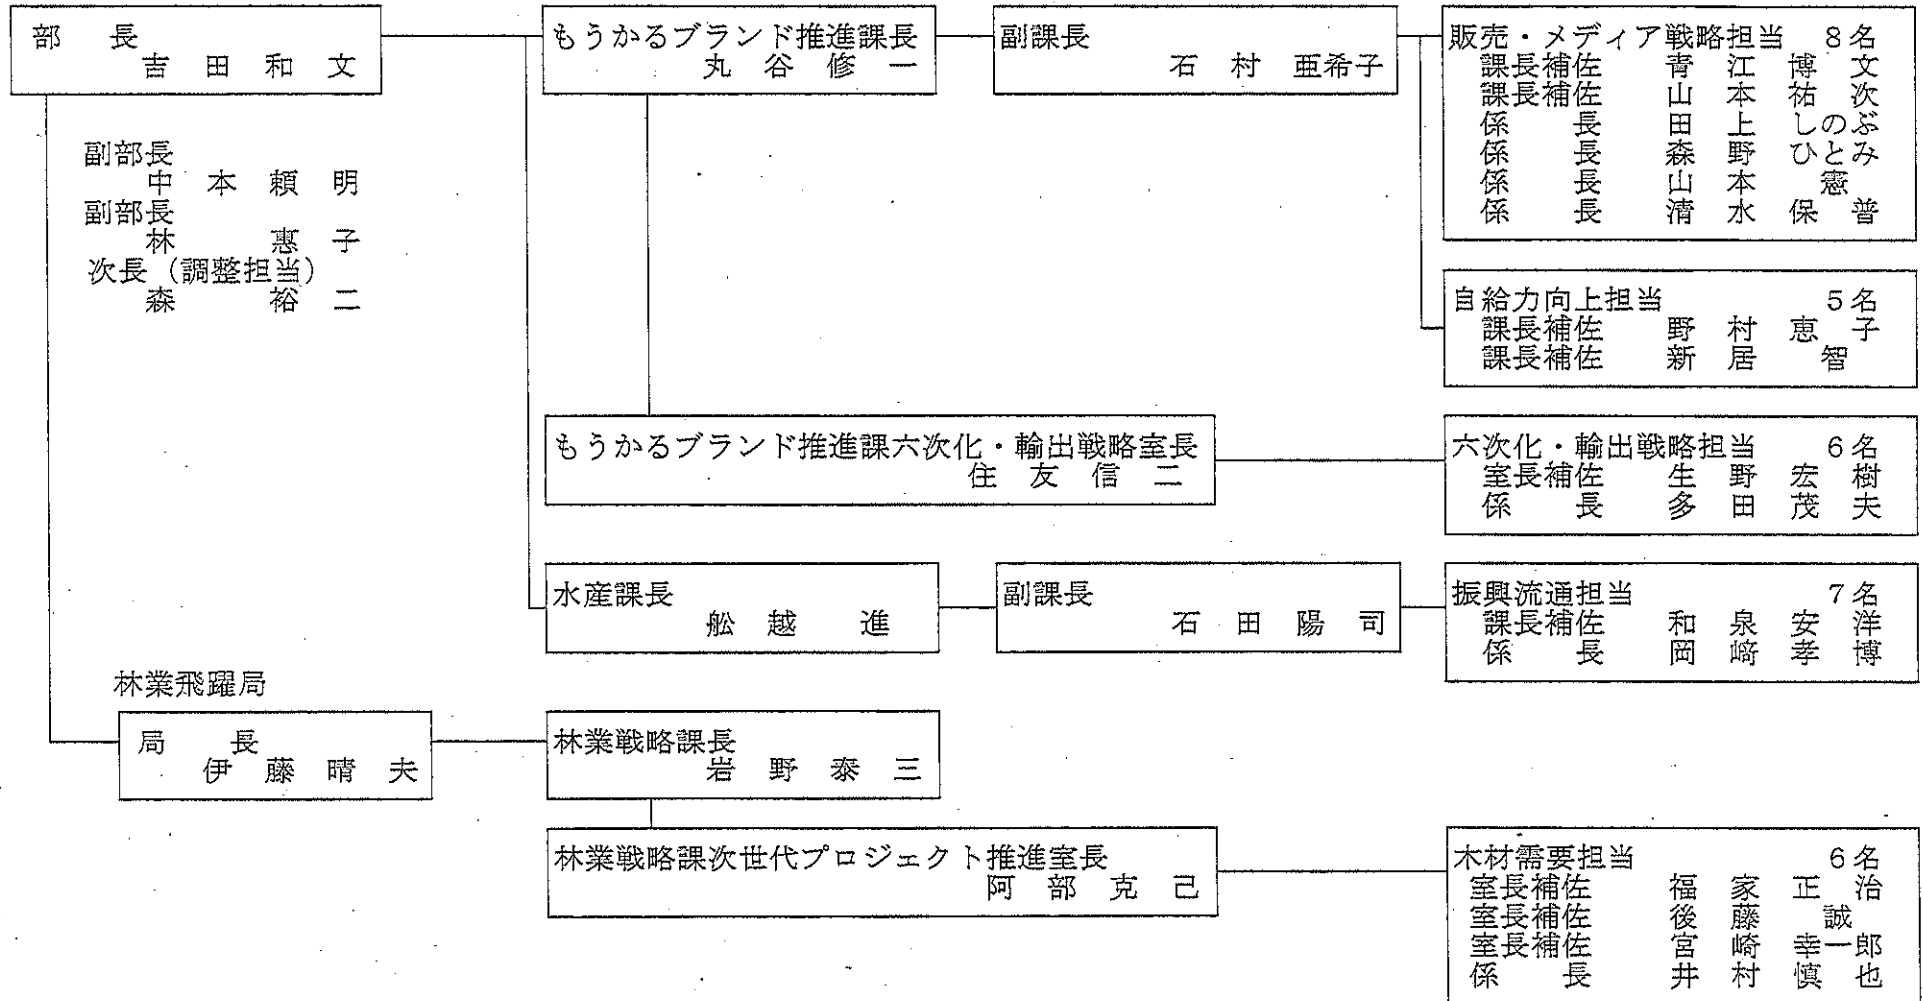 部長
吉田和文
副部長
中本頼明
副部長
林惠子
次長（調整担当）
森裕二
もうかるブランド推進課長
丸谷修一
副課長
石村亜希子
販売・メディア戦略担当 8名
課長補佐 青江博文
課長補佐 山本祐次
係長 田上しのぶ
係長 森野ひとみ
係長 山本憲
係長 清水保普
自給力向上担当 5名
課長補佐 野村恵子
課長補佐 新居智
もうかるブランド推進課六次化・輸出戦略室長
住友信二
六次化・輸出戦略担当 6名
室長補佐 生野宏樹
係長 多田茂夫
水産課長
舩越進
副課長
石田陽司
振興流通担当 7名
課長補佐 和泉安洋
係長 岡﨑孝博
林業飛躍局
局長
伊藤晴夫
林業戦略課長
岩野泰三
林業戦略課次世代プロジェクト推進室長
阿部克己
木材需要担当 6名
室長補佐 福家正治
室長補佐 後藤誠
室長補佐 宮崎幸一郎
係長 井村慎也